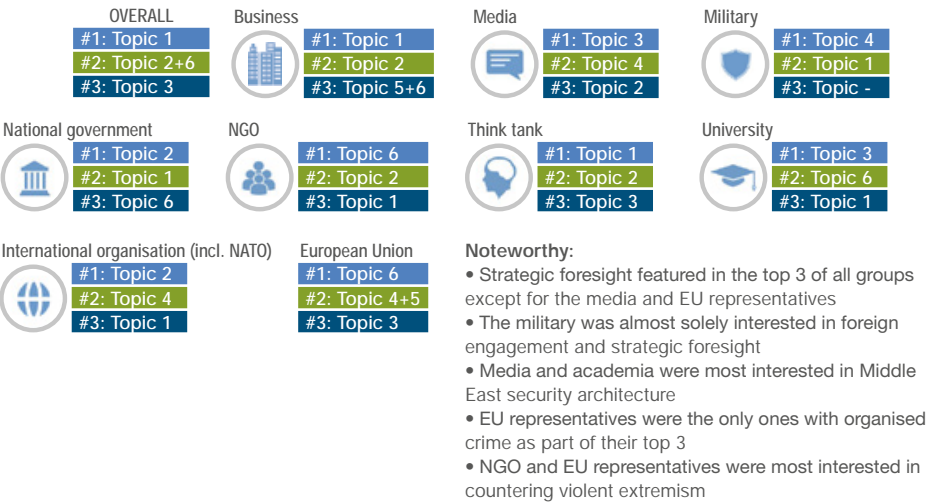 OVERALL
#1: Topic 1
#2: Topic 2+6
#3: Topic 3
Business
#1: Topic 1
#2: Topic 2
#3: Topic 5+6
Media
#1: Topic 3
#2: Topic 4
#3: Topic 2
Military
#1: Topic 4
#2: Topic 1
#3: Topic -
National government
#1: Topic 2
#2: Topic 1
#3: Topic 6
NGO
#1: Topic 6
#2: Topic 2
#3: Topic 1
Think tank
#1: Topic 1
#2: Topic 2
#3: Topic 3
University
#1: Topic 3
#2: Topic 6
#3: Topic 1
International organisation (incl. NATO)
#1: Topic 2
#2: Topic 4
#3: Topic 1
European Union
#1: Topic 6
#2: Topic 4+5
#3: Topic 3
Noteworthy:
• Strategic foresight featured in the top 3 of all groups
except for the media and EU representatives
• The military was almost solely interested in foreign
engagement and strategic foresight
• Media and academia were most interested in Middle
East security architecture
• EU representatives were the only ones with organised
crime as part of their top 3
• NGO and EU representatives were most interested in
countering violent extremism